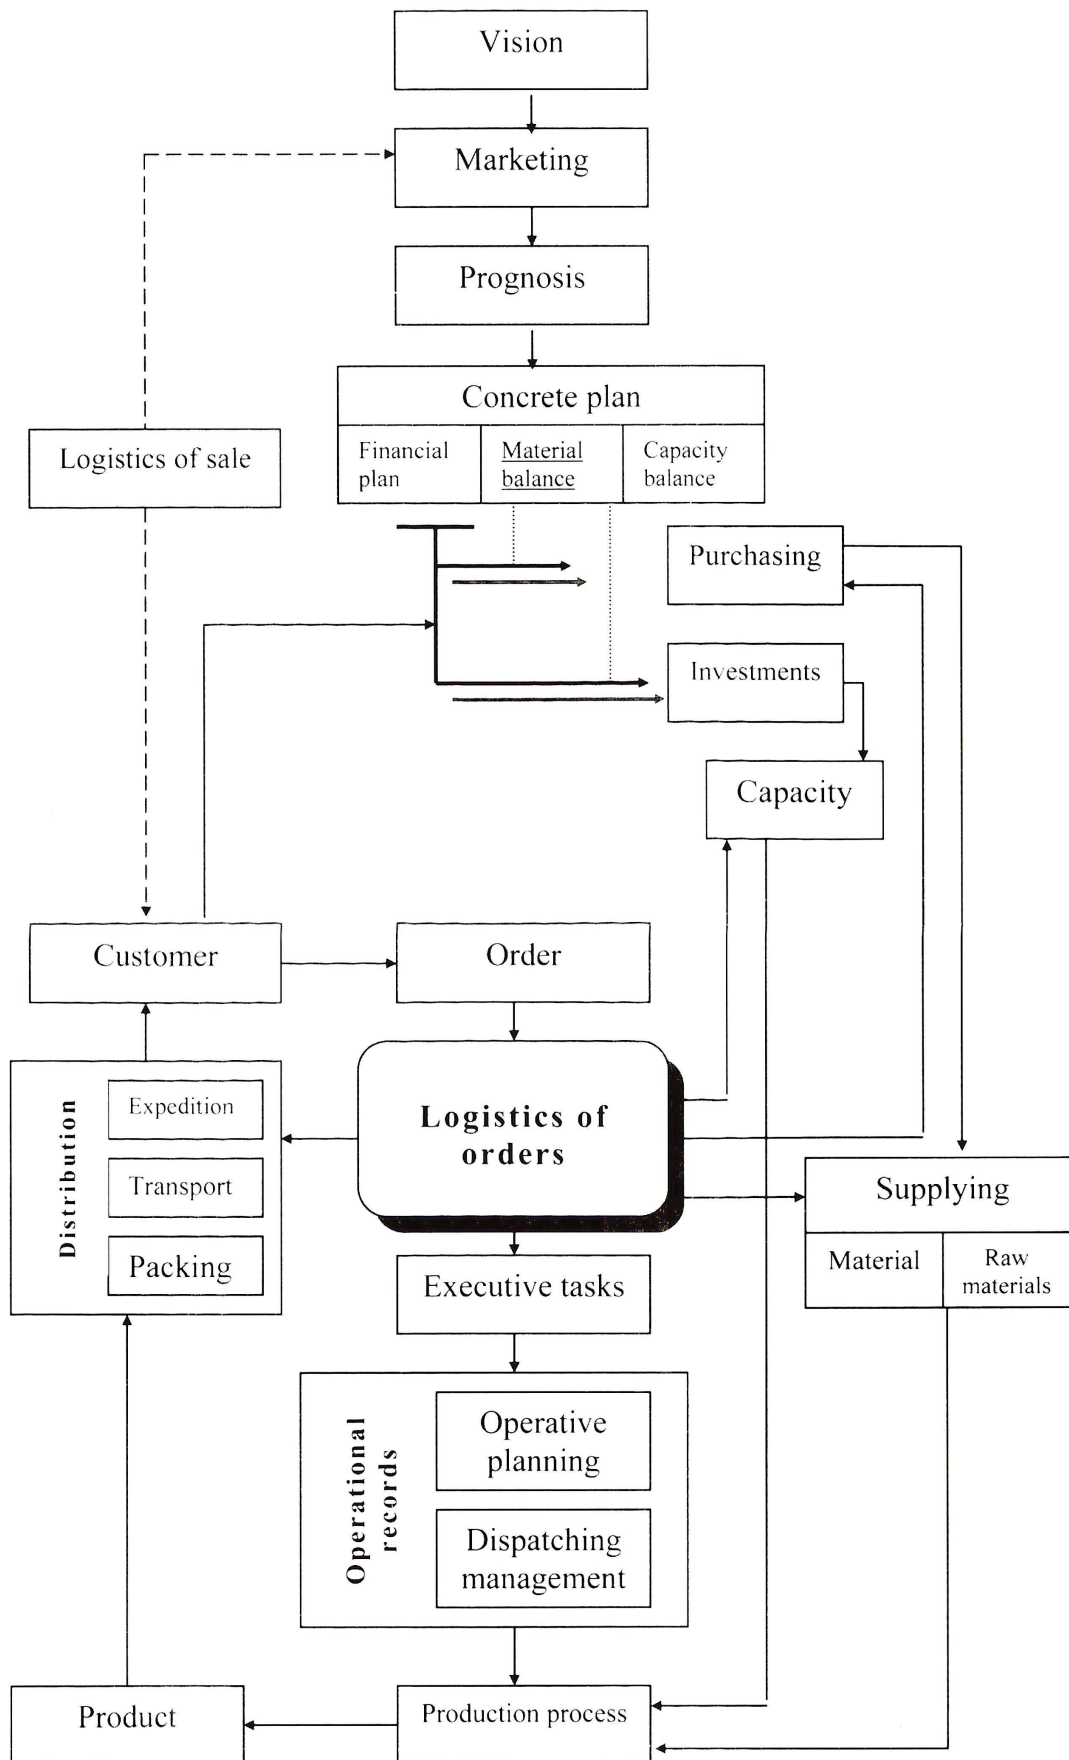 Vision
Marketing
Prognosis
Concrete plan
Financial
plan
Material
balance
Capacity
balance
Logistics of sale
Purchasing
Investments
Capacity
Customer
Order
Distribution
Expedition
Transport
Packing
Logistics of
orders
Supplying
Material
Raw
materials
Executive tasks
Operational
records
Operative
planning
Dispatching
management
Product
Production process